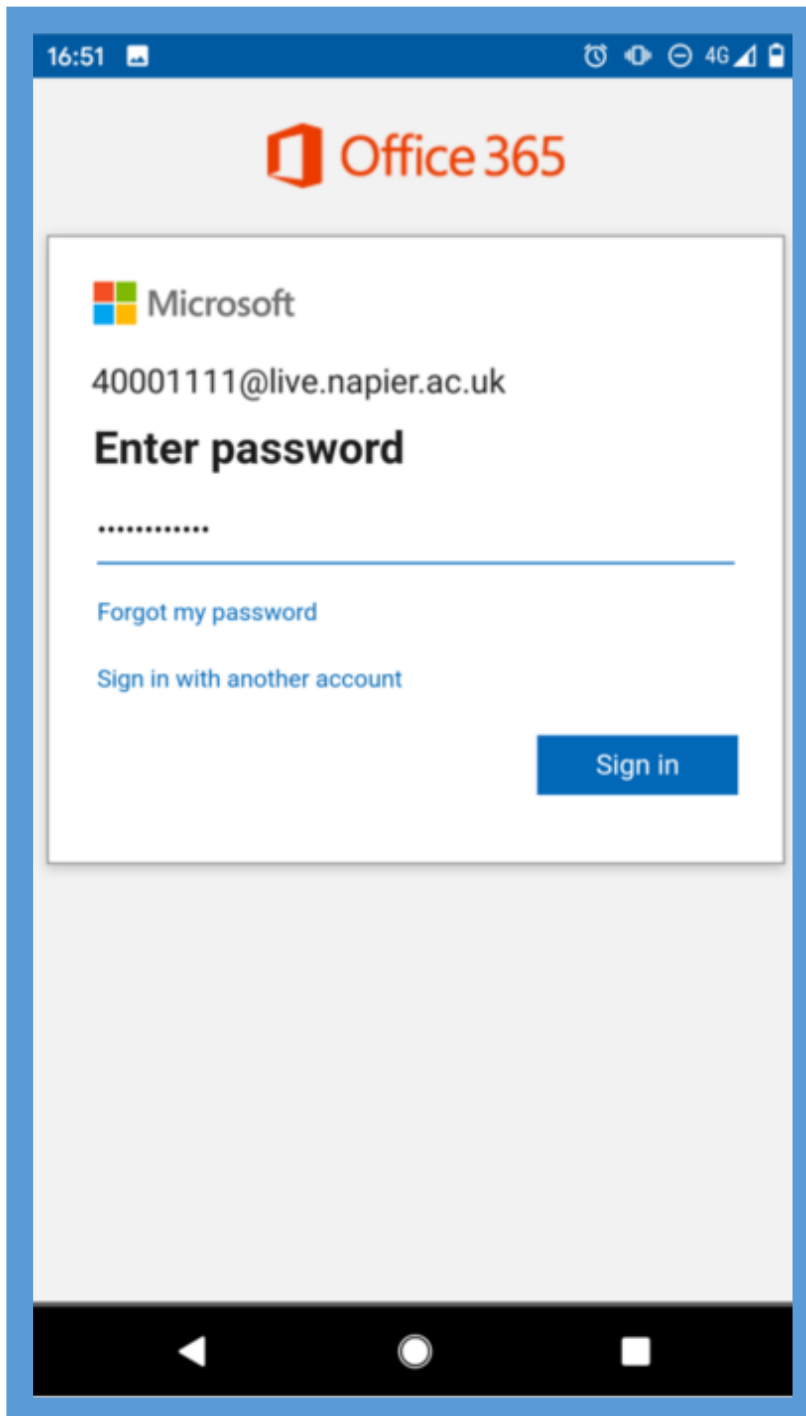 16:51 4G
Office 365
Microsoft
40001111@live.napier.ac.uk
Enter password
............
Forgot my password
Sign in with another account
Sign in